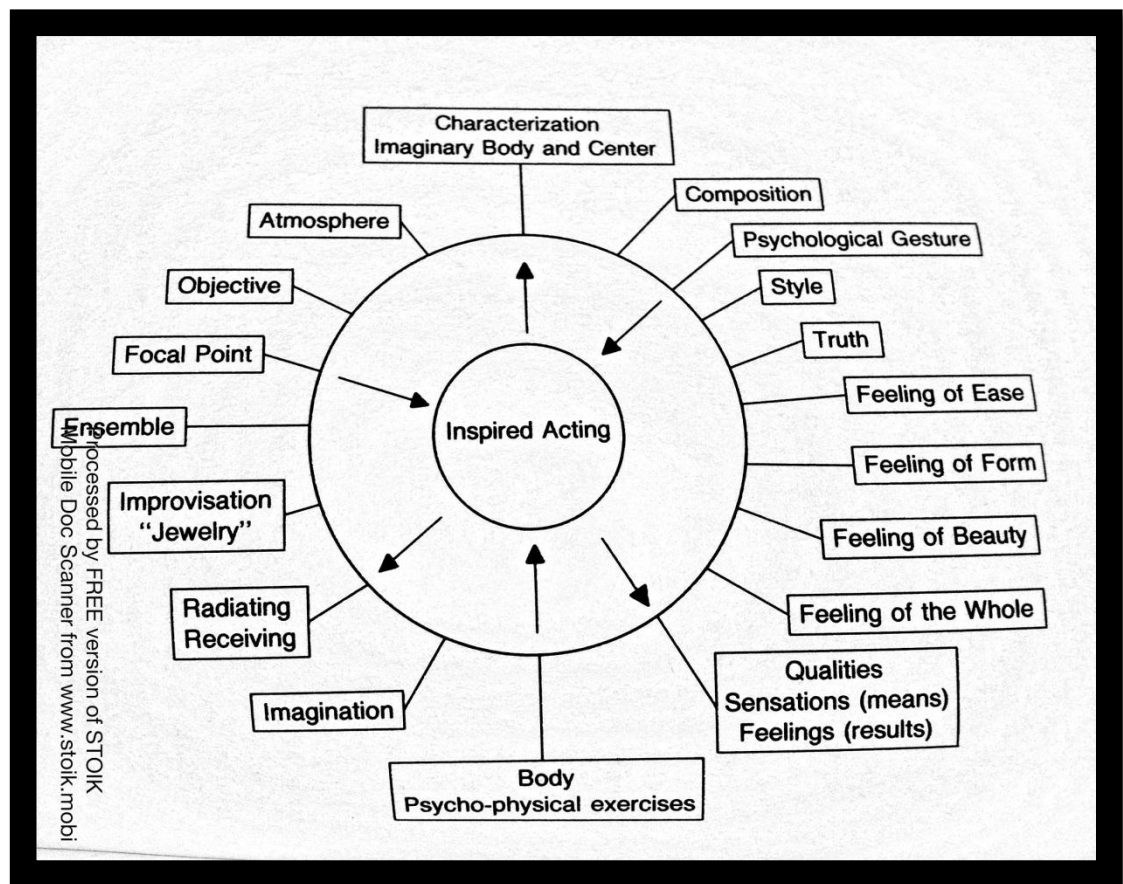 Characterization
Imaginary Body and Center
Composition
Atmosphere
Psychological Gesture
Objective
Style
Truth
Focal Point
Feeling of Ease
Ensemble
Inspired Acting
Feeling of Form
Improvisation
“Jewelry”
Feeling of Beauty
Radiating
Receiving
Feeling of the Whole
Qualities
Sensations (means)
Feelings (results)
Imagination
Body
Psycho-physical exercises
Processed by FREE version of STOIK
Mobile Doc Scanner from www.stoik.mobi